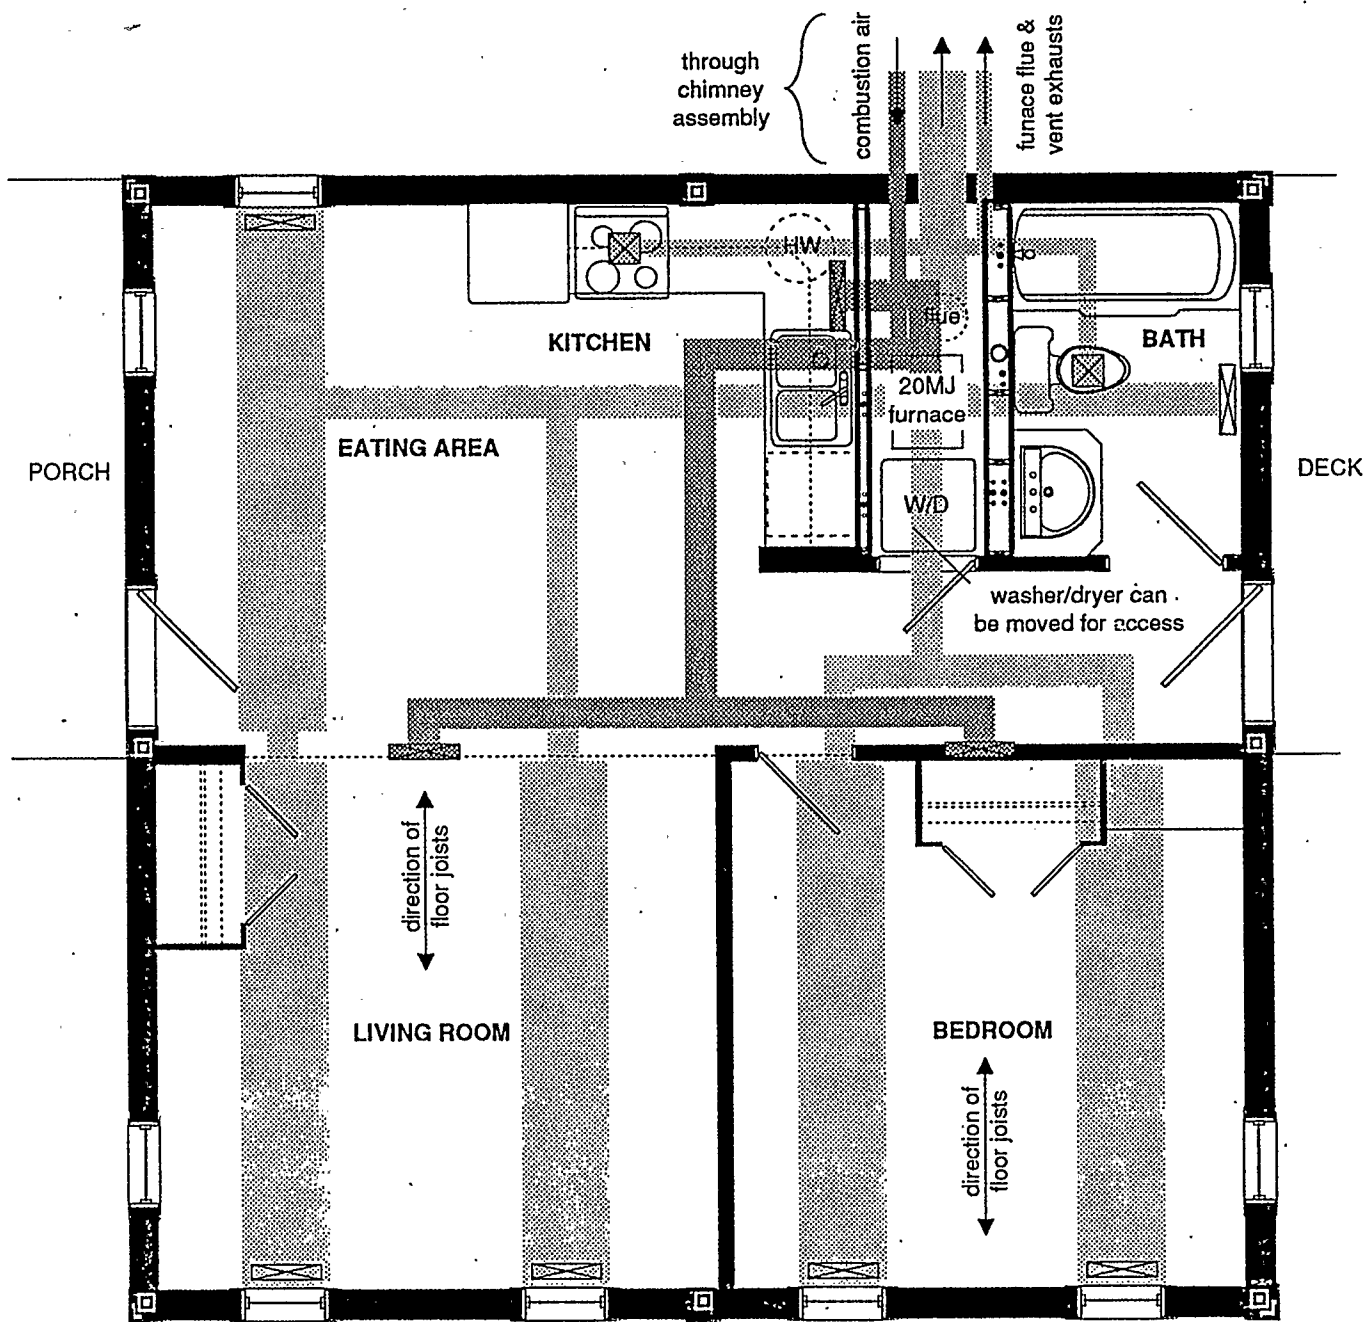 through
chimney
assembly
combustion air
furnace flue &
vent exhausts
HW
flue
KITCHEN
BATH
20MJ
furnace
EATING AREA
PORCH
DECK
W/D
washer/dryer can
be moved for access
direction of
floor joists
LIVING ROOM
BEDROOM
direction of
floor joists